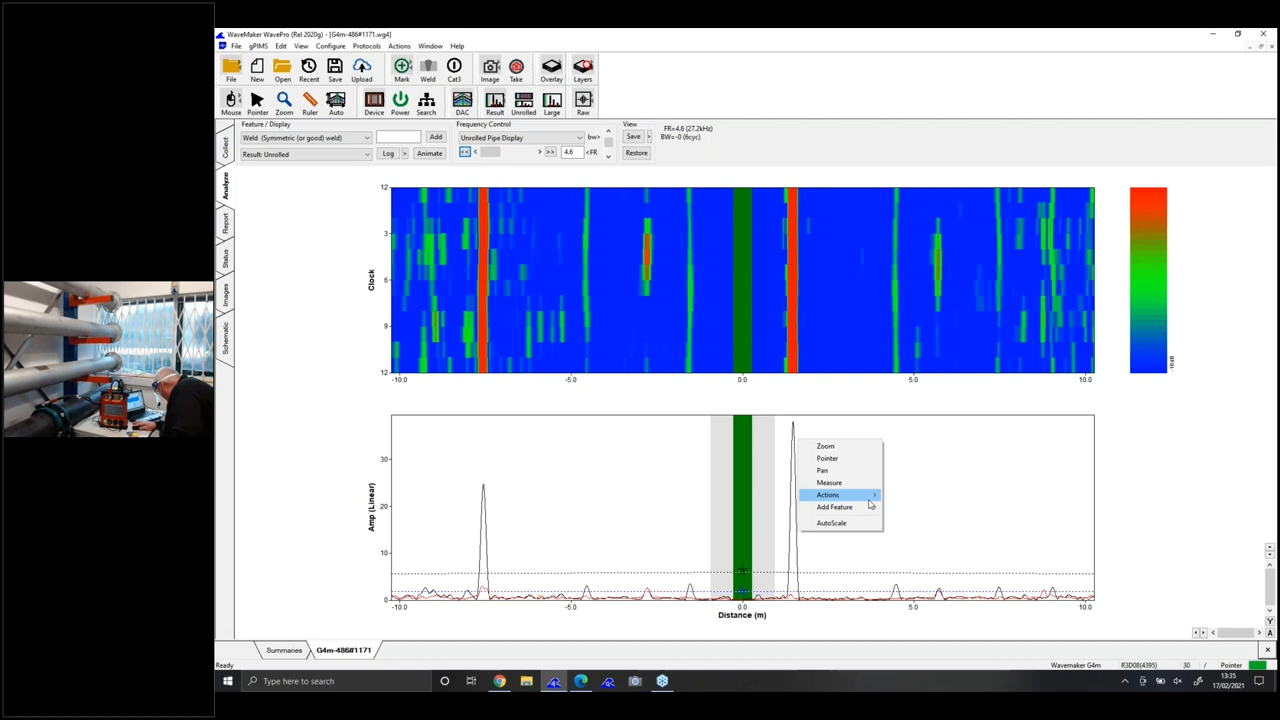 WaveMaker WavePro (Rel 2020g) - [G4m-486#1171.wg4]
File gPIMS Edit View Configure Protocols Actions Window Help
File New Open Recent Save Upload Mark Weld Cat3 Image Take Overlay Layers
Mouse Pointer Zoom Ruler Auto Device Power Search DAC Result Unrolled Large Raw
Feature / Display Frequency Control View
Weld (Symmetric (or good) weld) Add Unrolled Pipe Display bw> Save > FR=4.6 (27.2kHz)
BW=-0 (6cyc)
Result: Unrolled Log > Animate << < > >> 4.6 <FR Restore
Collect
Analyze
Report
Status
Images
Schematic
12
3
6
9
12
Clock
-10.0 -5.0 0.0 5.0 10.0
-16dB
30
20
10
0
Amp (Linear)
-10.0 -5.0 0.0 5.0 10.0
Distance (m)
Zoom
Pointer
Pan
Measure
Actions
Add Feature
AutoScale
Y
A
Summaries G4m-486#1171
Ready Wavemaker G4m R3D08(4395) 30 / Pointer
Type here to search
13:35
17/02/2021